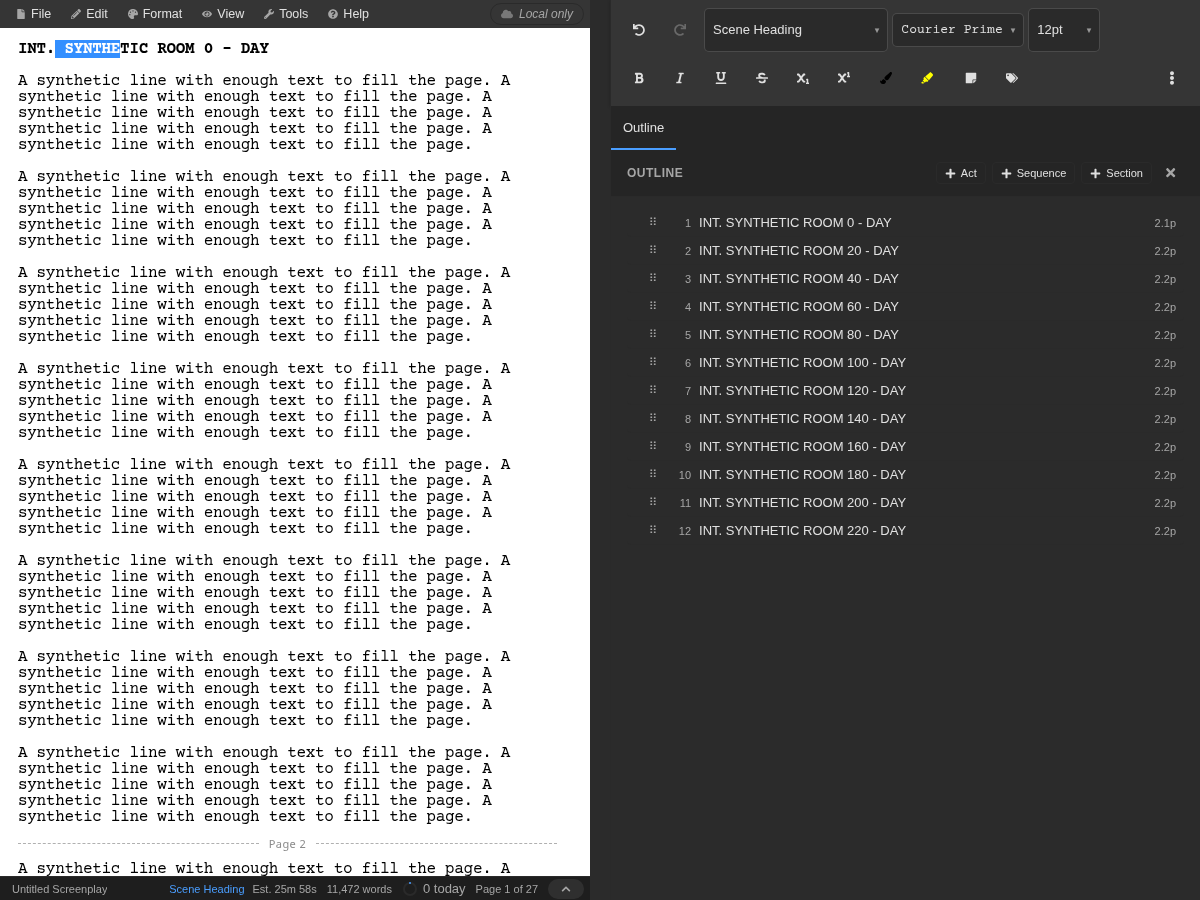 File Edit Format View Tools Help Local only
INT. SYNTHETIC ROOM 0 - DAY
A synthetic line with enough text to fill the page. A
synthetic line with enough text to fill the page. A
synthetic line with enough text to fill the page. A
synthetic line with enough text to fill the page. A
synthetic line with enough text to fill the page.
A synthetic line with enough text to fill the page. A
synthetic line with enough text to fill the page. A
synthetic line with enough text to fill the page. A
synthetic line with enough text to fill the page. A
synthetic line with enough text to fill the page.
A synthetic line with enough text to fill the page. A
synthetic line with enough text to fill the page. A
synthetic line with enough text to fill the page. A
synthetic line with enough text to fill the page. A
synthetic line with enough text to fill the page.
A synthetic line with enough text to fill the page. A
synthetic line with enough text to fill the page. A
synthetic line with enough text to fill the page. A
synthetic line with enough text to fill the page. A
synthetic line with enough text to fill the page.
A synthetic line with enough text to fill the page. A
synthetic line with enough text to fill the page. A
synthetic line with enough text to fill the page. A
synthetic line with enough text to fill the page. A
synthetic line with enough text to fill the page.
A synthetic line with enough text to fill the page. A
synthetic line with enough text to fill the page. A
synthetic line with enough text to fill the page. A
synthetic line with enough text to fill the page. A
synthetic line with enough text to fill the page.
A synthetic line with enough text to fill the page. A
synthetic line with enough text to fill the page. A
synthetic line with enough text to fill the page. A
synthetic line with enough text to fill the page. A
synthetic line with enough text to fill the page.
A synthetic line with enough text to fill the page. A
synthetic line with enough text to fill the page. A
synthetic line with enough text to fill the page. A
synthetic line with enough text to fill the page. A
synthetic line with enough text to fill the page.
Page 2
A synthetic line with enough text to fill the page. A
Untitled Screenplay Scene Heading Est. 25m 58s 11,472 words 0 today Page 1 of 27
Scene Heading Courier Prime 12pt
B I U S X₁ X¹
Outline
OUTLINE + Act + Sequence + Section
1 INT. SYNTHETIC ROOM 0 - DAY 2.1p
2 INT. SYNTHETIC ROOM 20 - DAY 2.2p
3 INT. SYNTHETIC ROOM 40 - DAY 2.2p
4 INT. SYNTHETIC ROOM 60 - DAY 2.2p
5 INT. SYNTHETIC ROOM 80 - DAY 2.2p
6 INT. SYNTHETIC ROOM 100 - DAY 2.2p
7 INT. SYNTHETIC ROOM 120 - DAY 2.2p
8 INT. SYNTHETIC ROOM 140 - DAY 2.2p
9 INT. SYNTHETIC ROOM 160 - DAY 2.2p
10 INT. SYNTHETIC ROOM 180 - DAY 2.2p
11 INT. SYNTHETIC ROOM 200 - DAY 2.2p
12 INT. SYNTHETIC ROOM 220 - DAY 2.2p